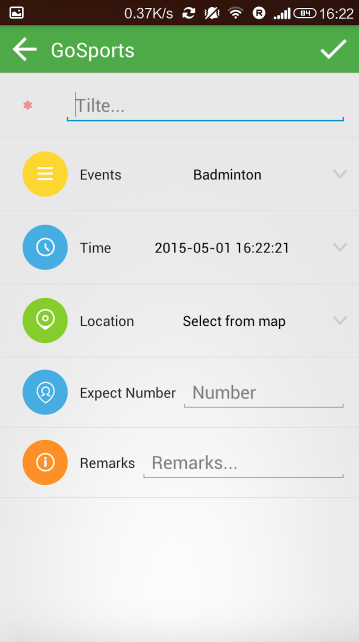 0.37K/s R 84 16:22
GoSports
Tilte...
Events Badminton
Time 2015-05-01 16:22:21
Location Select from map
Expect Number Number
Remarks Remarks...